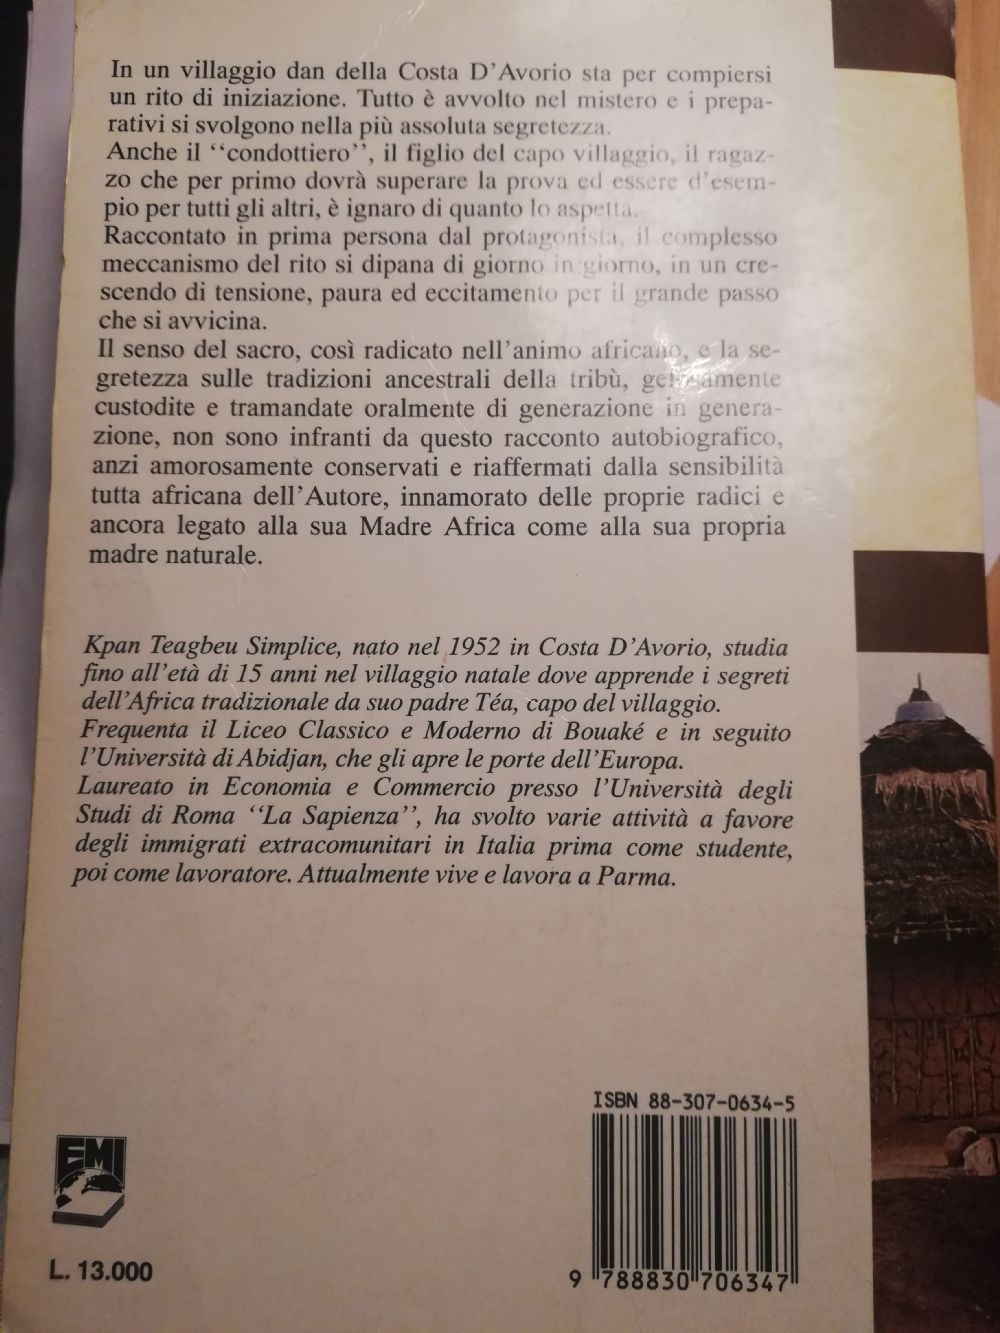 In un villaggio dan della Costa D'Avorio sta per compiersi
un rito di iniziazione. Tutto è avvolto nel mistero e i prepa-
rativi si svolgono nella più assoluta segretezza.
Anche il "condottiero", il figlio del capo villaggio, il ragaz-
zo che per primo dovrà superare la prova ed essere d'esem-
pio per tutti gli altri, è ignaro di quanto lo aspetta.
Raccontato in prima persona dal protagonista, il complesso
meccanismo del rito si dipana di giorno in giorno, in un cre-
scendo di tensione, paura ed eccitamento per il grande passo
che si avvicina.
Il senso del sacro, così radicato nell'animo africano, e la se-
gretezza sulle tradizioni ancestrali della tribù, gelosamente
custodite e tramandate oralmente di generazione in genera-
zione, non sono infranti da questo racconto autobiografico,
anzi amorosamente conservati e riaffermati dalla sensibilità
tutta africana dell'Autore, innamorato delle proprie radici e
ancora legato alla sua Madre Africa come alla sua propria
madre naturale.
Kpan Teagbeu Simplice, nato nel 1952 in Costa D'Avorio, studia
fino all'età di 15 anni nel villaggio natale dove apprende i segreti
dell'Africa tradizionale da suo padre Téa, capo del villaggio.
Frequenta il Liceo Classico e Moderno di Bouaké e in seguito
l'Università di Abidjan, che gli apre le porte dell'Europa.
Laureato in Economia e Commercio presso l'Università degli
Studi di Roma "La Sapienza", ha svolto varie attività a favore
degli immigrati extracomunitari in Italia prima come studente,
poi come lavoratore. Attualmente vive e lavora a Parma.
ISBN 88-307-0634-5
EMI
L. 13.000
9 788830 706347